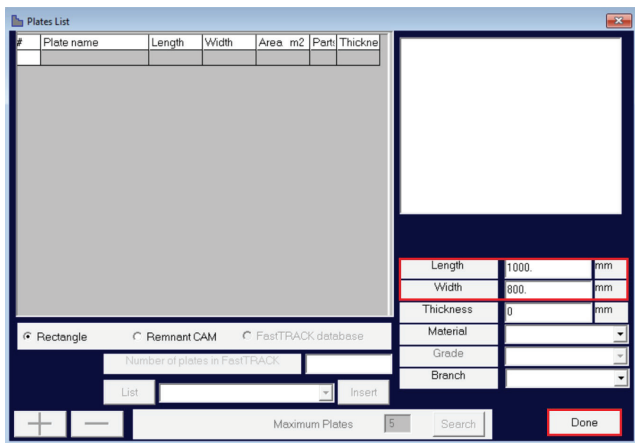 Plates List
# Plate name Length Width Area m2 Parts Thickne
Length 1000. mm
Width 800. mm
Thickness 0 mm
Material
Grade
Branch
Rectangle Remnant CAM FastTRACK database
Number of plates in FastTRACK
List Insert
Maximum Plates 5 Search
Done